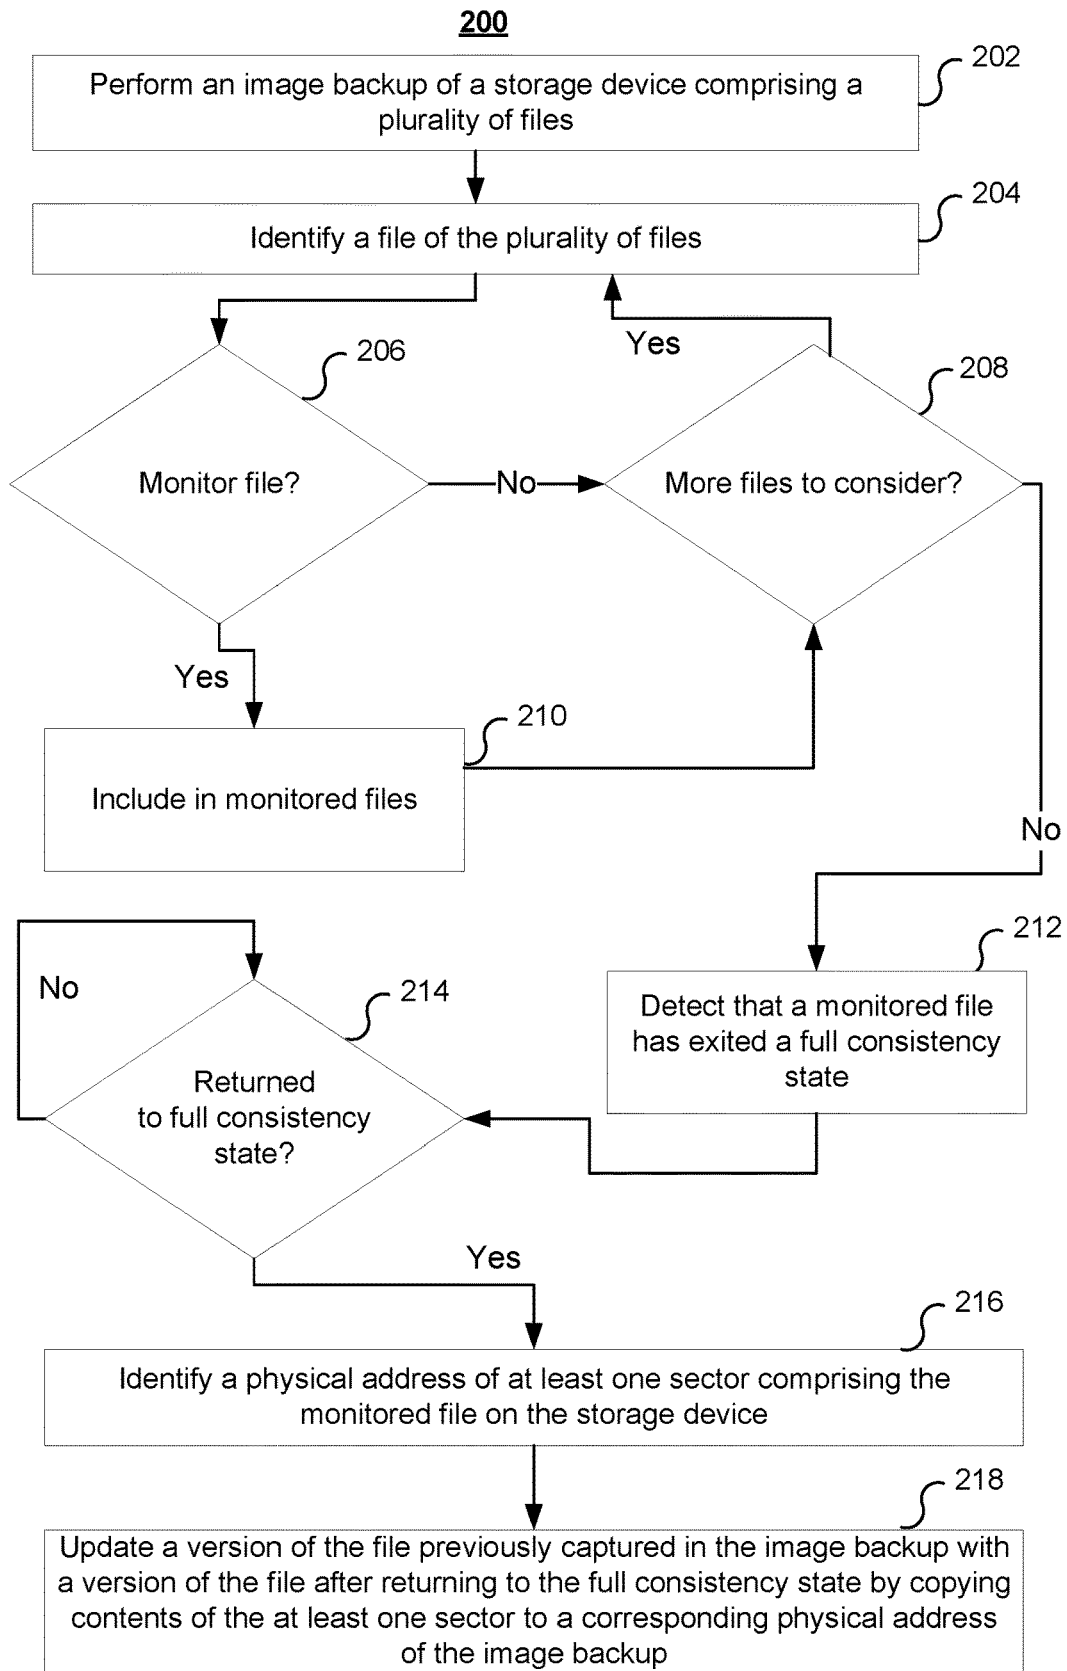 200
Perform an image backup of a storage device comprising a
plurality of files
202
Identify a file of the plurality of files
204
Monitor file?
206
No
Yes
More files to consider?
208
Yes
Include in monitored files
210
No
Detect that a monitored file
has exited a full consistency
state
212
Returned
to full consistency
state?
214
No
Yes
Identify a physical address of at least one sector comprising the
monitored file on the storage device
216
Update a version of the file previously captured in the image backup with
a version of the file after returning to the full consistency state by copying
contents of the at least one sector to a corresponding physical address
of the image backup
218